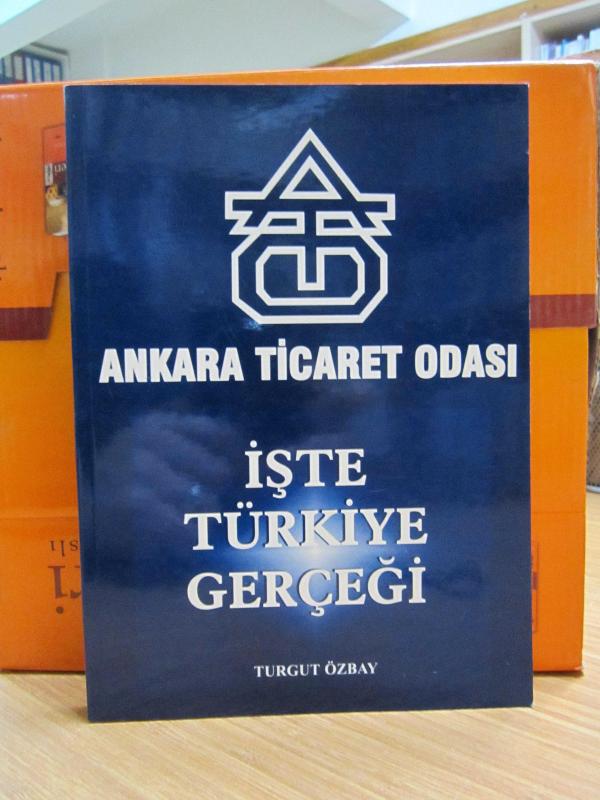 ANKARA TİCARET ODASI
İŞTE
TÜRKİYE
GERÇEĞİ
TURGUT ÖZBAY